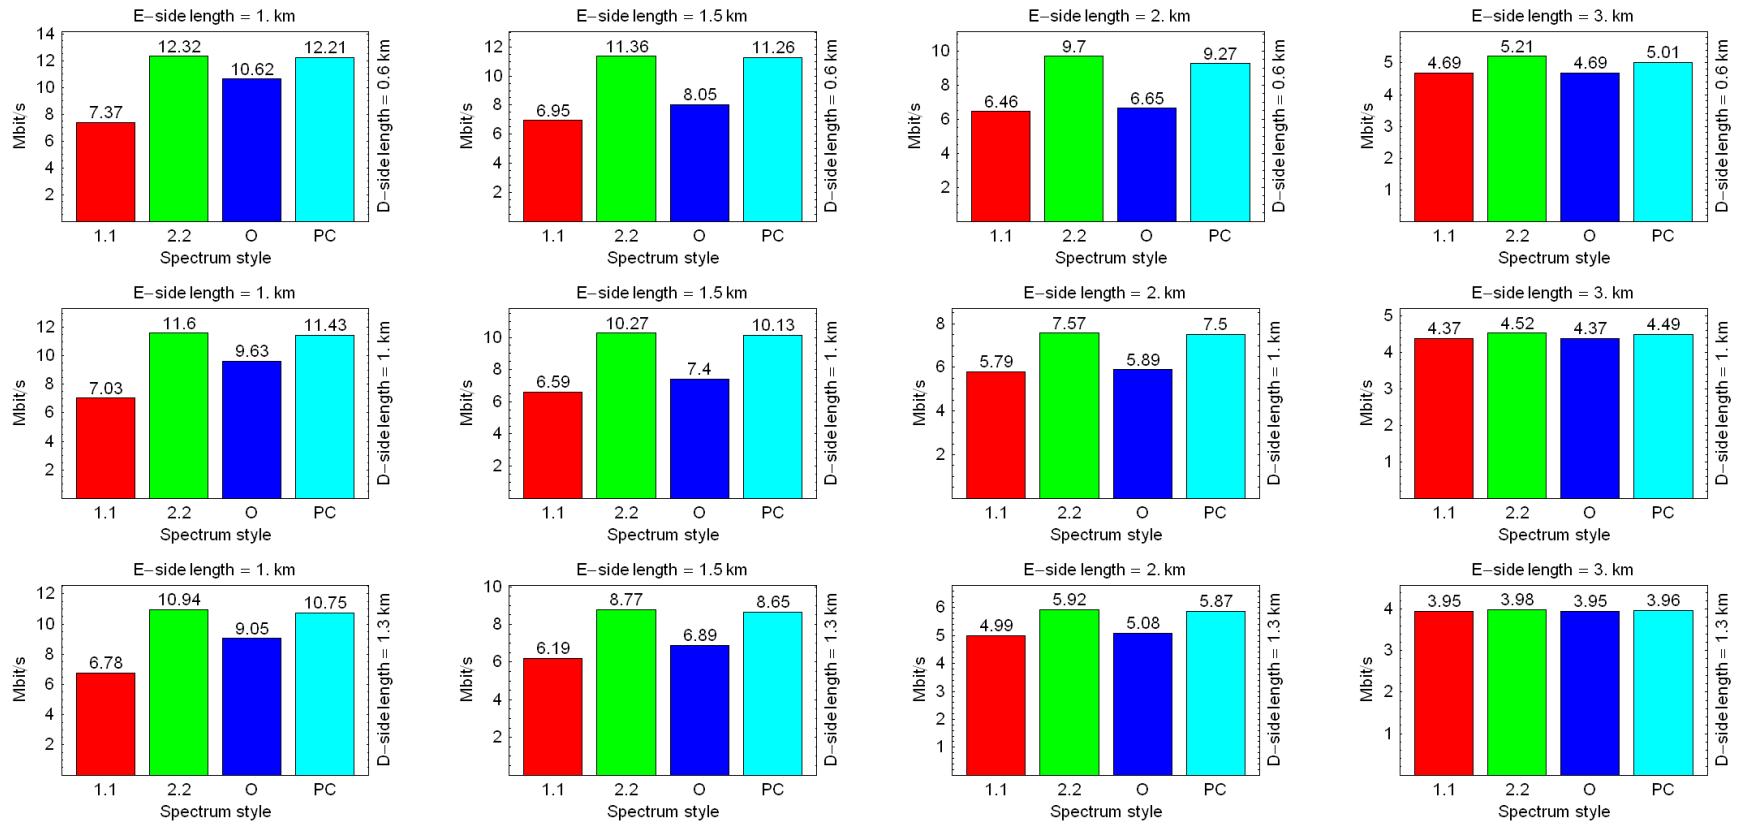 E-side length = 1. km
14
12
10
8
6
4
2
Mbit/s
7.37
12.32
10.62
12.21
D-side length = 0.6 km
1.1 2.2 O PC
Spectrum style
E-side length = 1.5 km
12
10
8
6
4
2
Mbit/s
6.95
11.36
8.05
11.26
D-side length = 0.6 km
1.1 2.2 O PC
Spectrum style
E-side length = 2. km
10
8
6
4
2
Mbit/s
6.46
9.7
6.65
9.27
D-side length = 0.6 km
1.1 2.2 O PC
Spectrum style
E-side length = 3. km
5
4
3
2
1
Mbit/s
4.69
5.21
4.69
5.01
D-side length = 0.6 km
1.1 2.2 O PC
Spectrum style
E-side length = 1. km
12
10
8
6
4
2
Mbit/s
7.03
11.6
9.63
11.43
D-side length = 1. km
1.1 2.2 O PC
Spectrum style
E-side length = 1.5 km
10
8
6
4
2
Mbit/s
6.59
10.27
7.4
10.13
D-side length = 1. km
1.1 2.2 O PC
Spectrum style
E-side length = 2. km
8
6
4
2
Mbit/s
5.79
7.57
5.89
7.5
D-side length = 1. km
1.1 2.2 O PC
Spectrum style
E-side length = 3. km
5
4
3
2
1
Mbit/s
4.37
4.52
4.37
4.49
D-side length = 1. km
1.1 2.2 O PC
Spectrum style
E-side length = 1. km
12
10
8
6
4
2
Mbit/s
6.78
10.94
9.05
10.75
D-side length = 1.3 km
1.1 2.2 O PC
Spectrum style
E-side length = 1.5 km
10
8
6
4
2
Mbit/s
6.19
8.77
6.89
8.65
D-side length = 1.3 km
1.1 2.2 O PC
Spectrum style
E-side length = 2. km
6
5
4
3
2
1
Mbit/s
4.99
5.92
5.08
5.87
D-side length = 1.3 km
1.1 2.2 O PC
Spectrum style
E-side length = 3. km
4
3
2
1
Mbit/s
3.95
3.98
3.95
3.96
D-side length = 1.3 km
1.1 2.2 O PC
Spectrum style